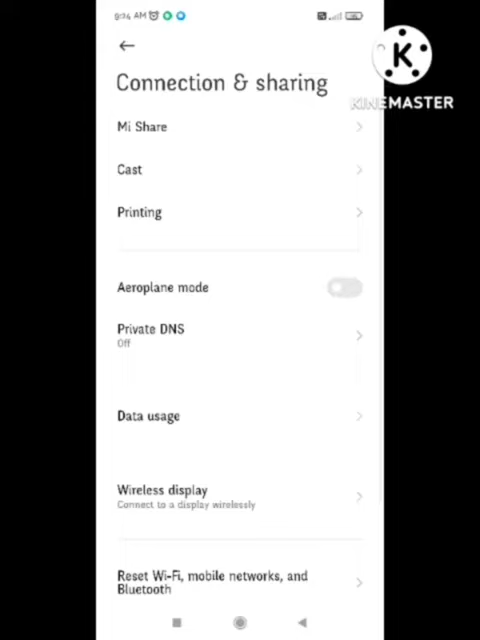 9:14 AM
Connection & sharing
K
KINEMASTER
Mi Share
Cast
Printing
Aeroplane mode
Private DNS
Off
Data usage
Wireless display
Connect to a display wirelessly
Reset Wi-Fi, mobile networks, and
Bluetooth